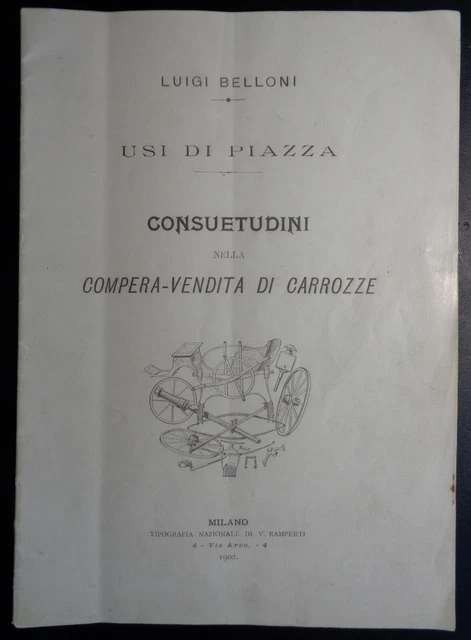 LUIGI BELLONI
USI DI PIAZZA
CONSUETUDINI
NELLA
COMPERA-VENDITA DI CARROZZE
MILANO
TIPOGRAFIA NAZIONALE DI V. RAMPERTI
4 - Via Arco, - 4
1902.